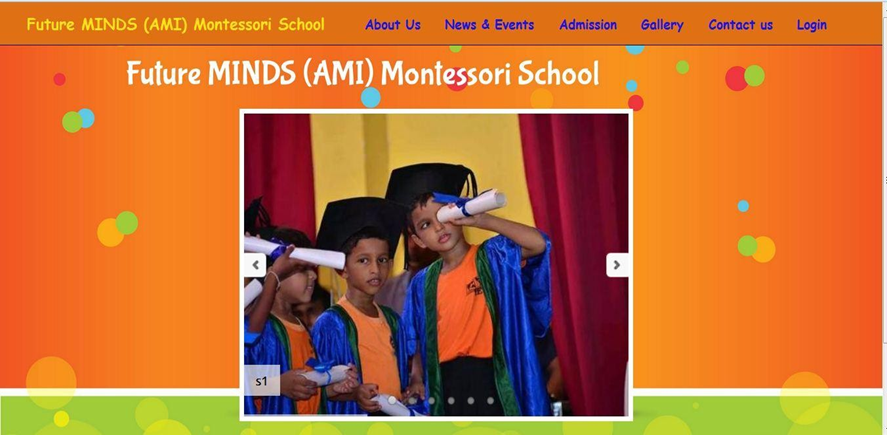 Future MINDS (AMI) Montessori School
About Us News & Events Admission Gallery Contact us Login
Future MINDS (AMI) Montessori School
s1